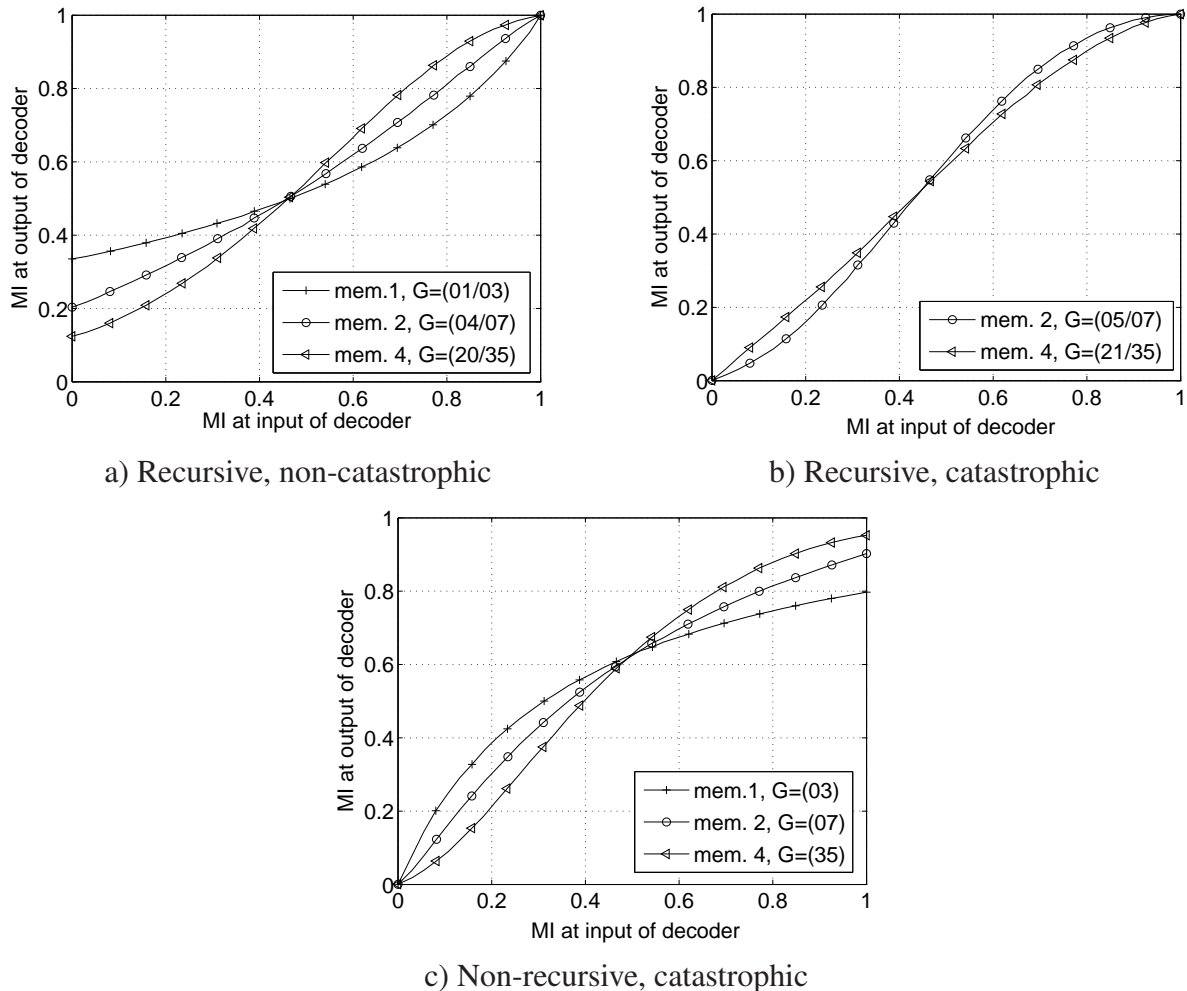 1
0.8
0.6
0.4
0.2
0
0 0.2 0.4 0.6 0.8 1
MI at output of decoder
MI at input of decoder
mem.1, G=(01/03)
mem. 2, G=(04/07)
mem. 4, G=(20/35)
a) Recursive, non-catastrophic
1
0.8
0.6
0.4
0.2
0
0 0.2 0.4 0.6 0.8 1
MI at output of decoder
MI at input of decoder
mem. 2, G=(05/07)
mem. 4, G=(21/35)
b) Recursive, catastrophic
1
0.8
0.6
0.4
0.2
0
0 0.2 0.4 0.6 0.8 1
MI at output of decoder
MI at input of decoder
mem.1, G=(03)
mem. 2, G=(07)
mem. 4, G=(35)
c) Non-recursive, catastrophic